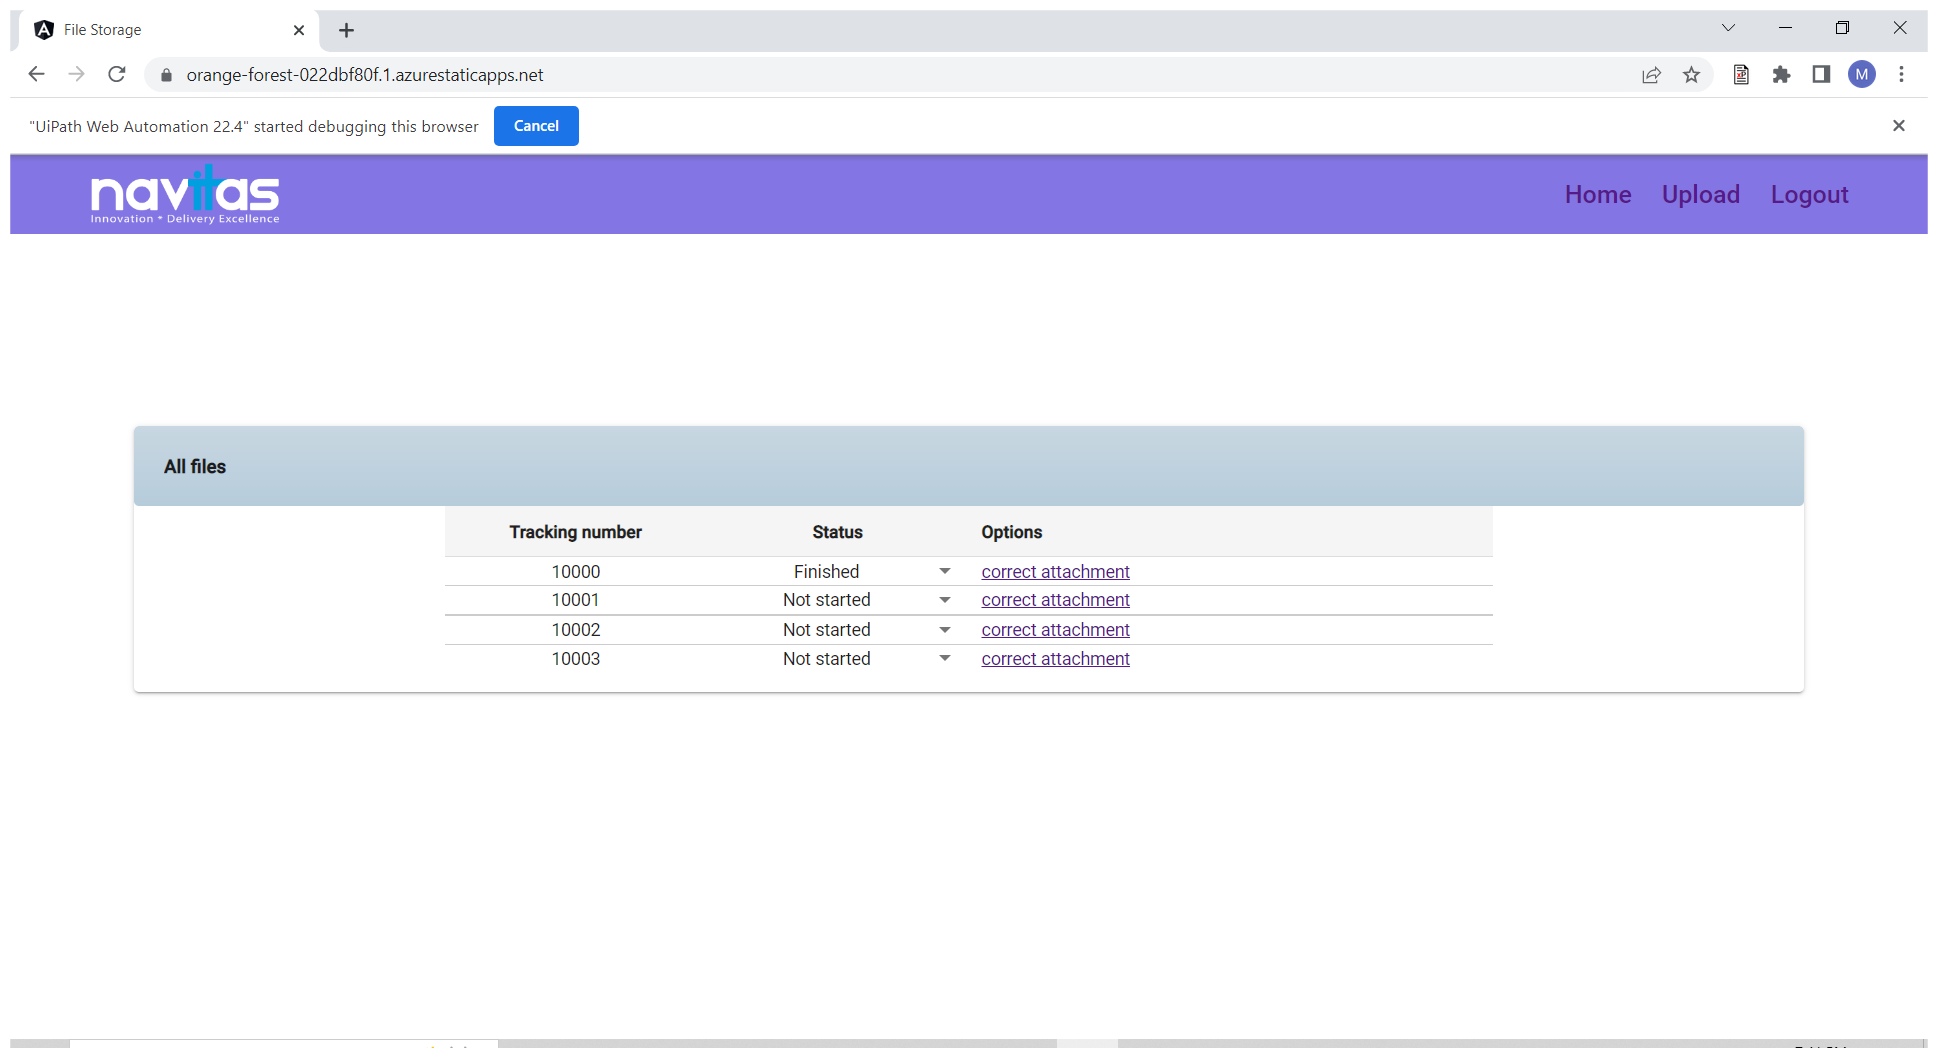 File Storage
orange-forest-022dbf80f.1.azurestaticapps.net
M
"UiPath Web Automation 22.4" started debugging this browser
Cancel
navitas
Innovation * Delivery Excellence
Home Upload Logout
All files
Tracking number Status Options
10000 Finished correct attachment
10001 Not started correct attachment
10002 Not started correct attachment
10003 Not started correct attachment